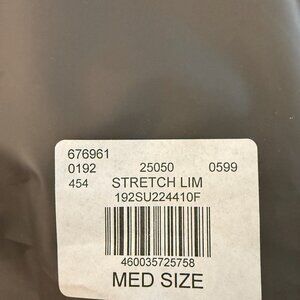 676961
0192 25050 0599
454 STRETCH LIM
192SU224410F
460035725758
MED SIZE